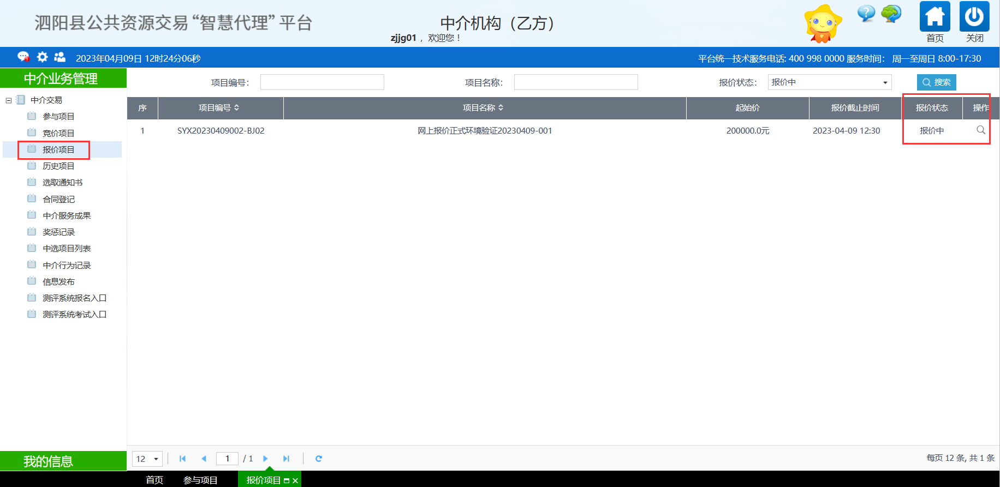 泗阳县公共资源交易“智慧代理”平台
中介机构（乙方）
zjjg01 ，欢迎您！
首页
关闭
2023年04月09日 12时24分06秒
平台统一技术服务电话: 400 998 0000 服务时间： 周一至周日 8:00-17:30
中介业务管理
中介交易
参与项目
竞价项目
报价项目
历史项目
选取通知书
合同登记
中介服务成果
奖惩记录
中选项目列表
中介行为记录
信息发布
测评系统报名入口
测评系统考试入口
我的信息
项目编号：
项目名称：
报价状态： 报价中
搜索
序 项目编号 项目名称 起始价 报价截止时间 报价状态 操作
1 SYX20230409002-BJ02 网上报价正式环境验证20230409-001 200000.0元 2023-04-09 12:30 报价中
12 1 / 1
每页 12 条, 共 1 条
首页 参与项目 报价项目